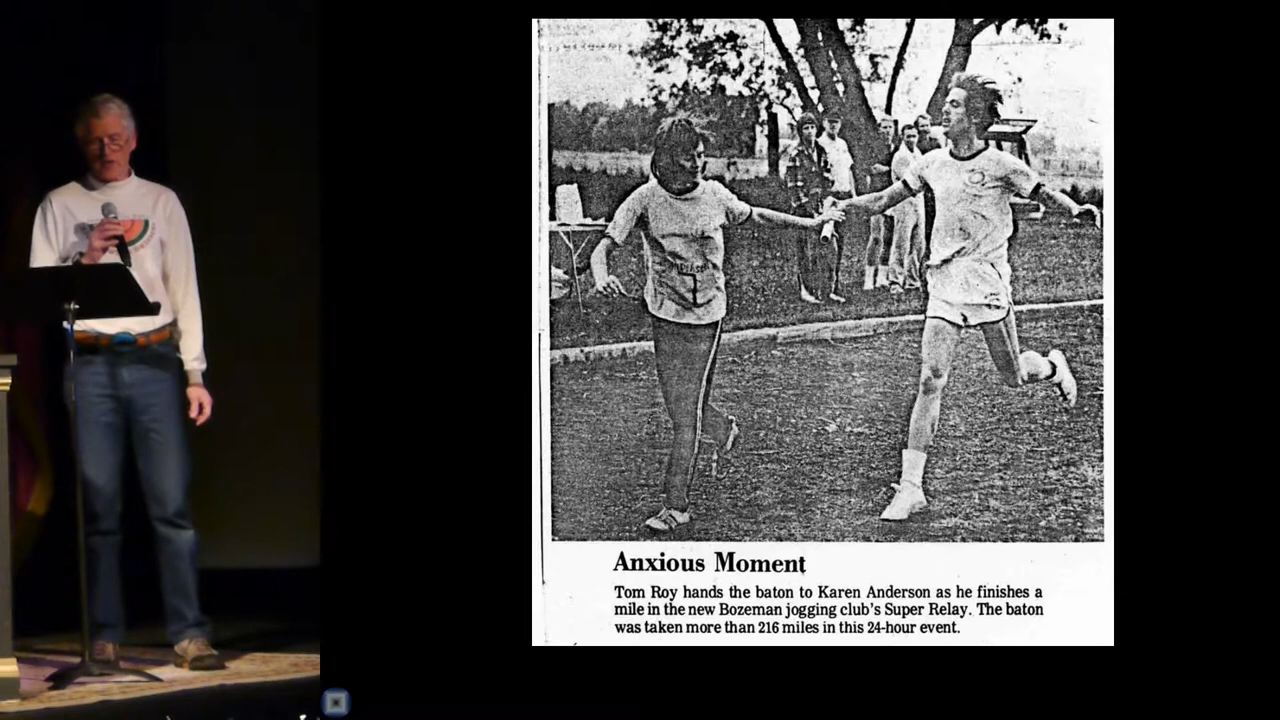 Anxious Moment
Tom Roy hands the baton to Karen Anderson as he finishes a
mile in the new Bozeman jogging club's Super Relay. The baton
was taken more than 216 miles in this 24-hour event.